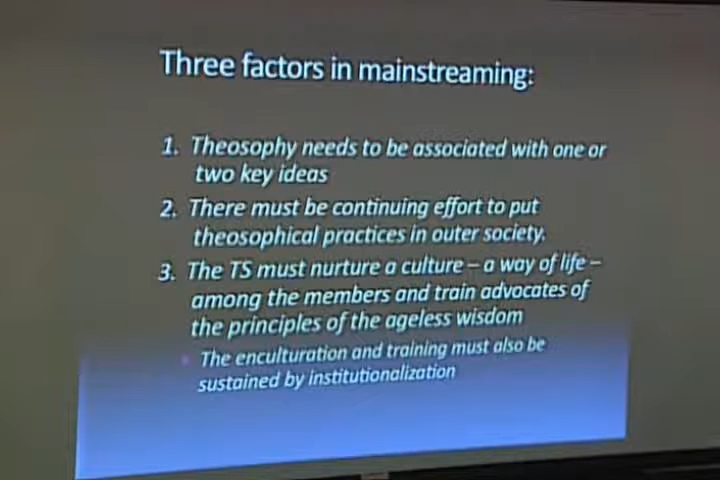 Three factors in mainstreaming:
1. Theosophy needs to be associated with one or
two key ideas
2. There must be continuing effort to put
theosophical practices in outer society.
3. The TS must nurture a culture – a way of life –
among the members and train advocates of
the principles of the ageless wisdom
The enculturation and training must also be
sustained by institutionalization